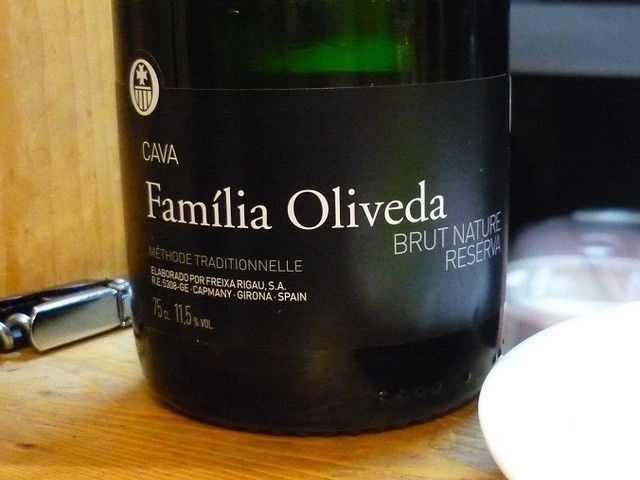 CAVA
Família Oliveda
BRUT NATURE
RESERVA
MÉTHODE TRADITIONNELLE
ELABORADO POR FREIXA RIGAU, S.A.
R.E. 5308-GE - CAPMANY - GIRONA - SPAIN
75 CL 11,5 % VOL.